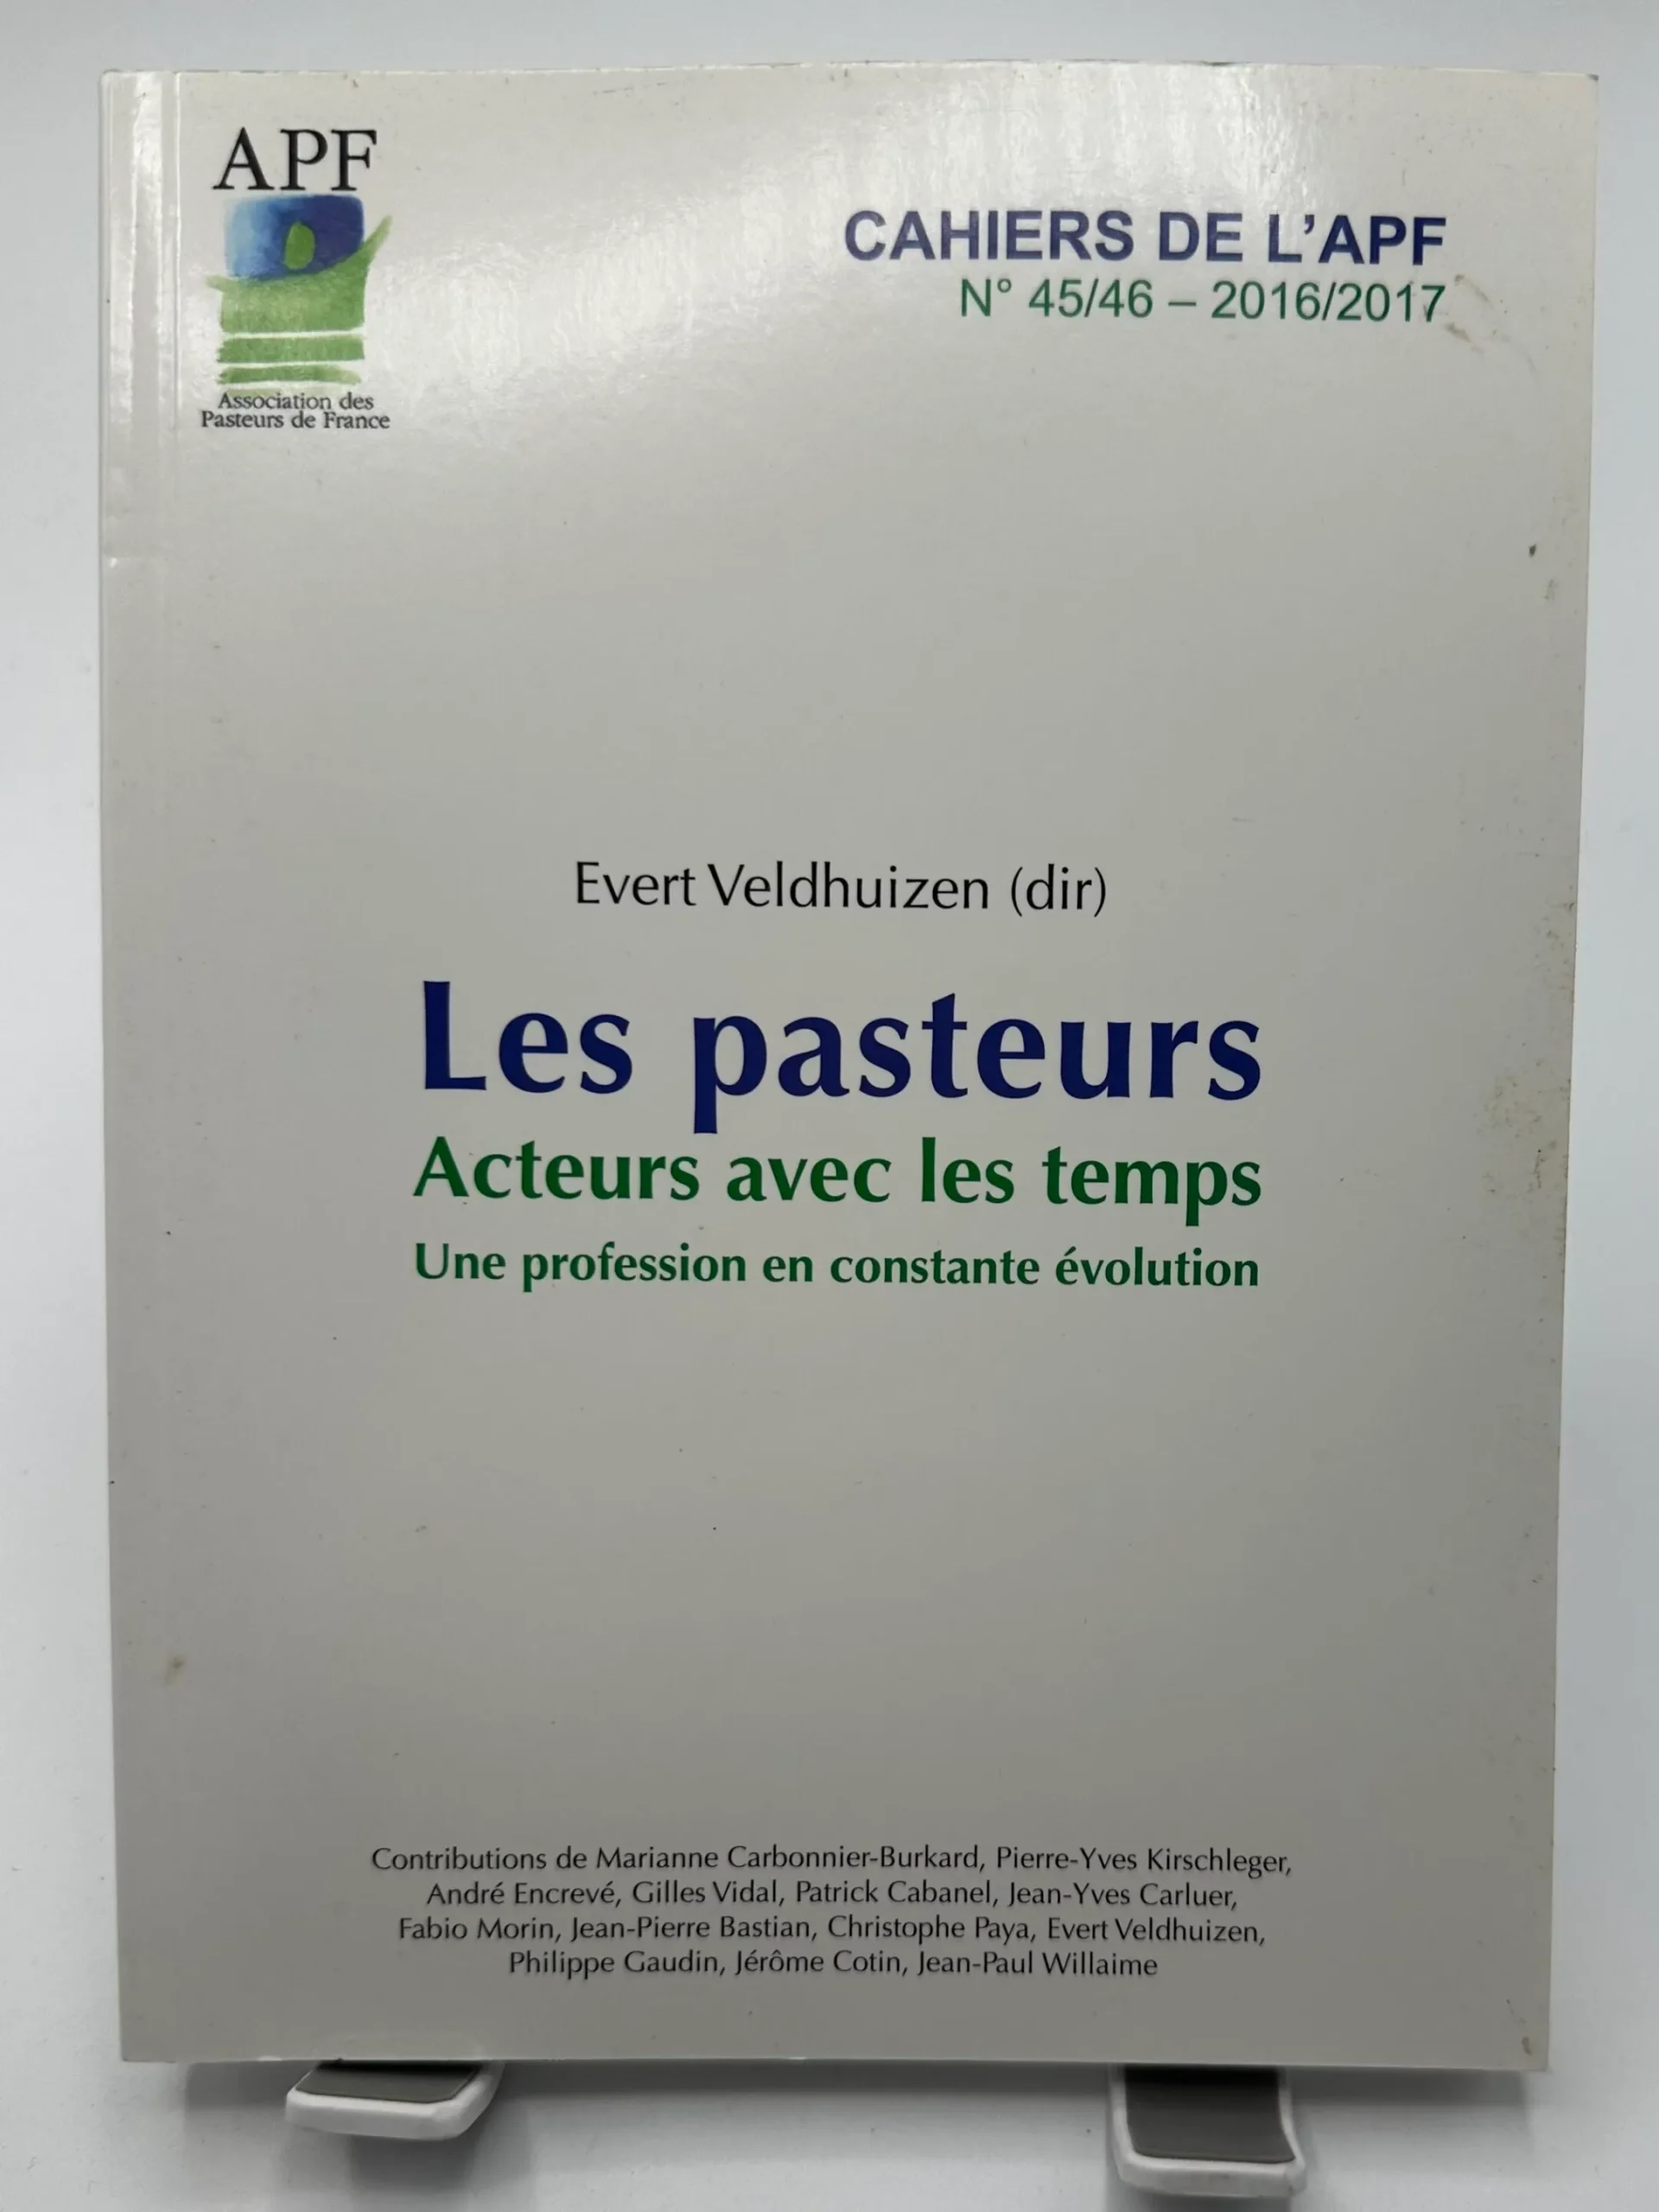 APF
Association des
Pasteurs de France
CAHIERS DE L'APF
N° 45/46 – 2016/2017
Evert Veldhuizen (dir)
Les pasteurs
Acteurs avec les temps
Une profession en constante évolution
Contributions de Marianne Carbonnier-Burkard, Pierre-Yves Kirschleger,
André Encrevé, Gilles Vidal, Patrick Cabanel, Jean-Yves Carluer,
Fabio Morin, Jean-Pierre Bastian, Christophe Paya, Evert Veldhuizen,
Philippe Gaudin, Jérôme Cotin, Jean-Paul Willaime